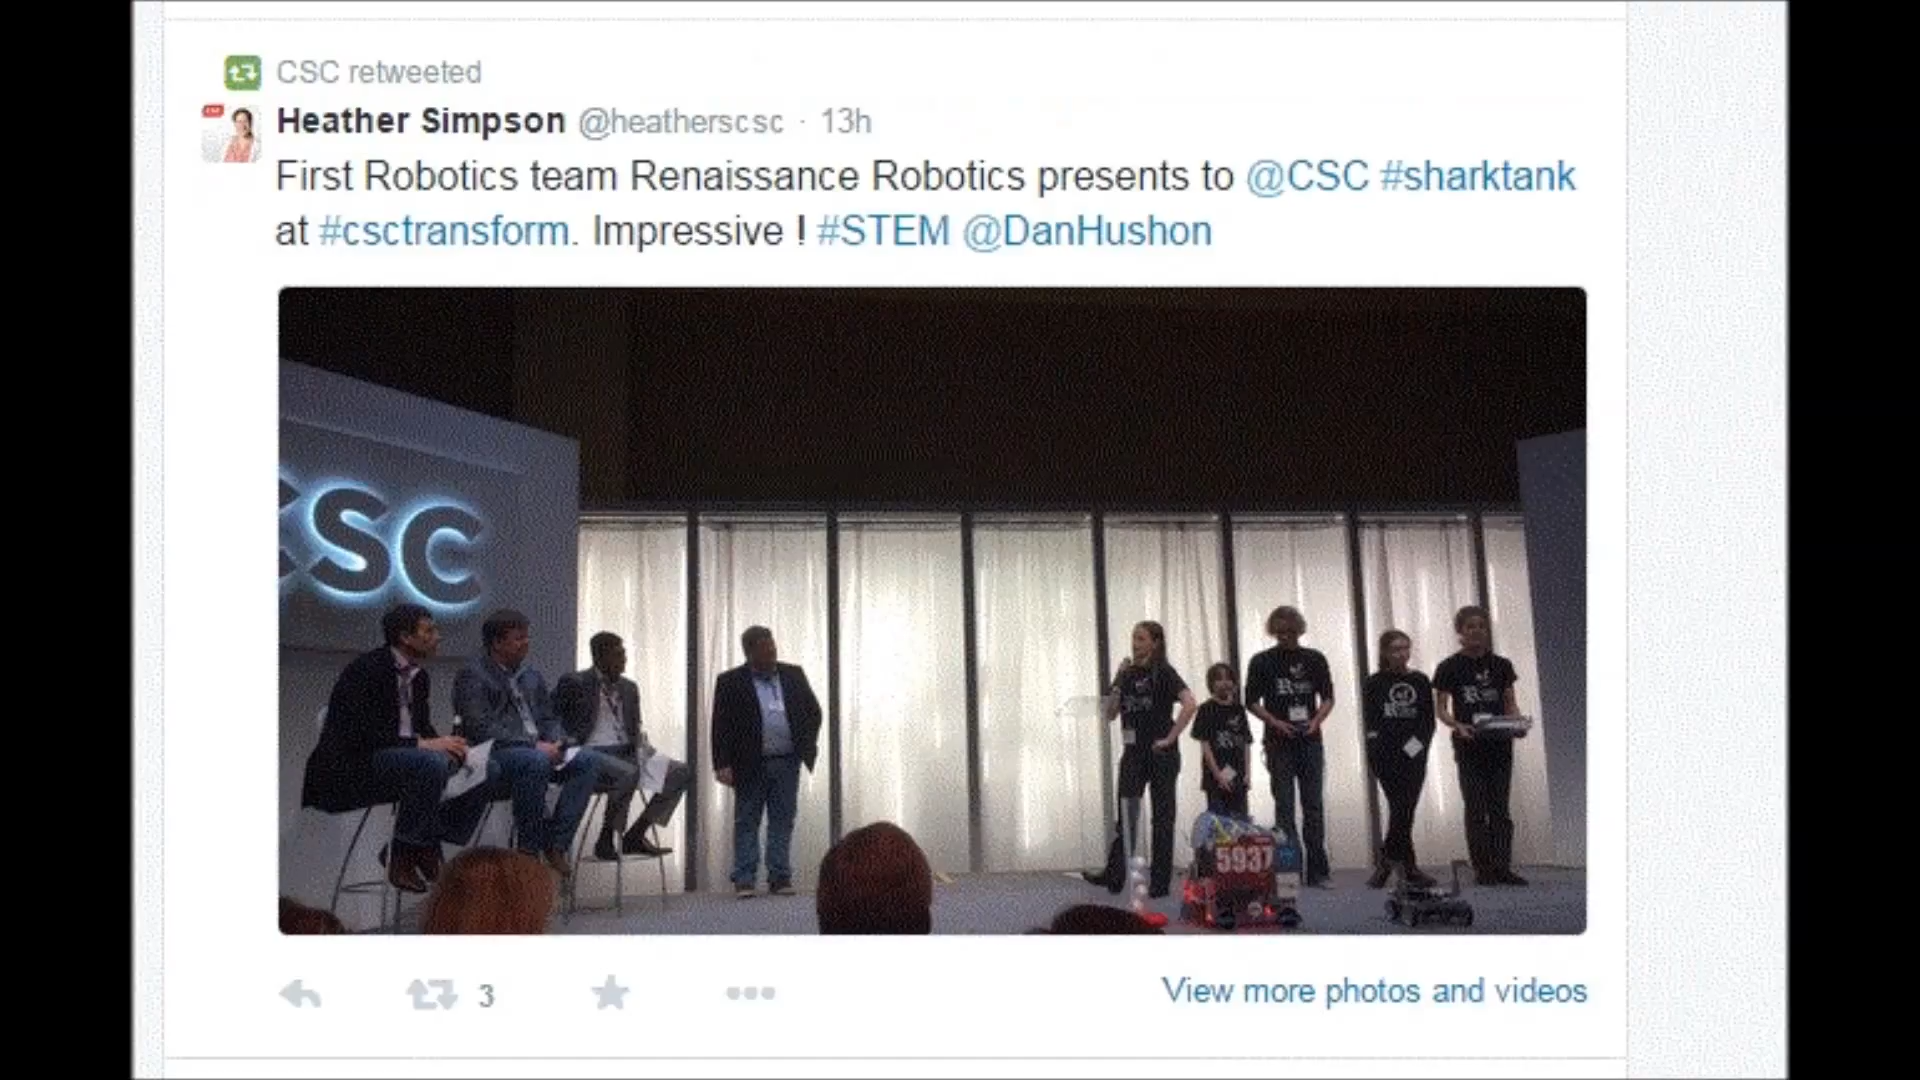 CSC retweeted
Heather Simpson @heatherscsc · 13h
First Robotics team Renaissance Robotics presents to @CSC #sharktank
at #csctransform. Impressive ! #STEM @DanHushon
CSC
5937
3
View more photos and videos